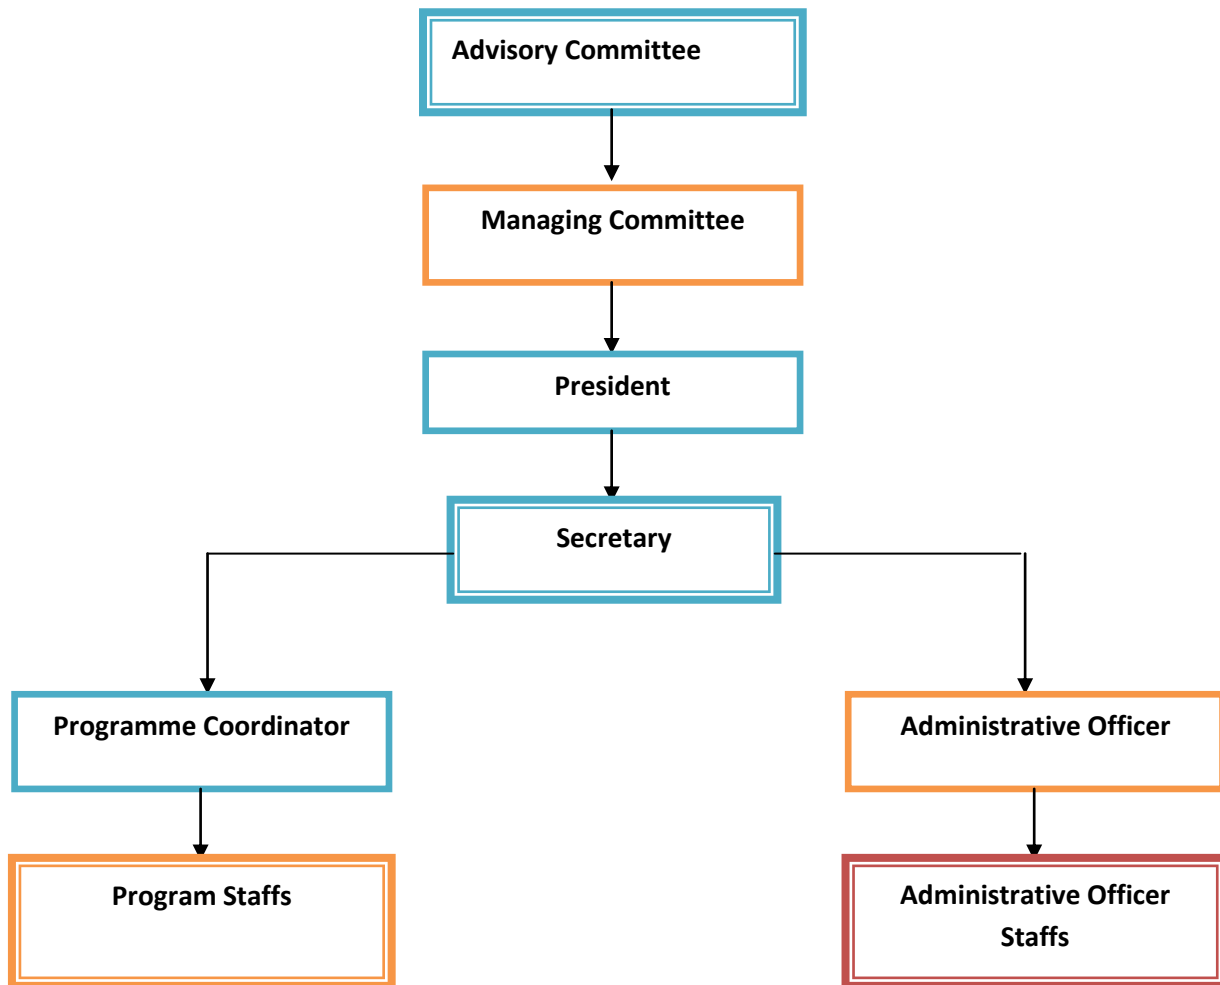 Advisory Committee
Managing Committee
President
Secretary
Programme Coordinator
Administrative Officer
Program Staffs
Administrative Officer
Staffs